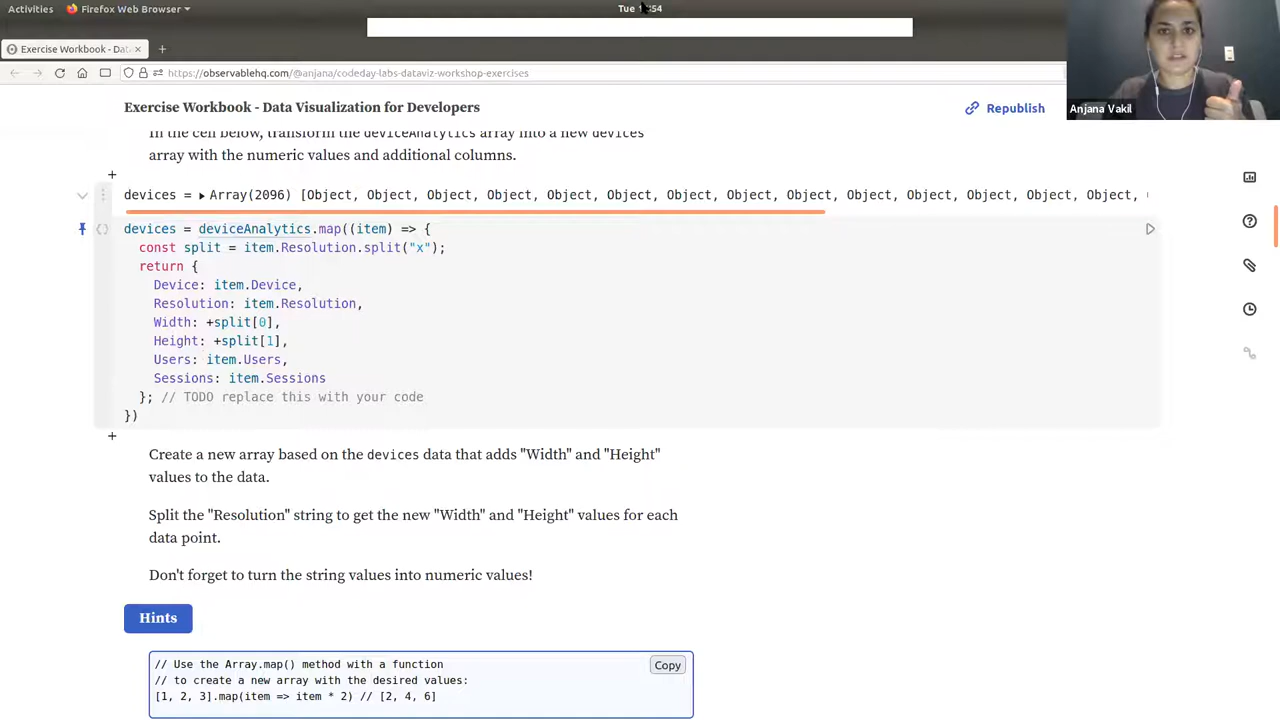 Activities Firefox Web Browser Tue 54
Exercise Workbook - Dat
https://observablehq.com/@anjana/codeday-labs-dataviz-workshop-exercises
Anjana Vakil
Exercise Workbook - Data Visualization for Developers
Republish
In the cell below, transform the deviceAnalytics array into a new devices
array with the numeric values and additional columns.
devices = Array(2096) [Object, Object, Object, Object, Object, Object, Object, Object, Object, Object, Object, Object, Object, Object,
devices = deviceAnalytics.map((item) => {
const split = item.Resolution.split("x");
return {
Device: item.Device,
Resolution: item.Resolution,
Width: +split[0],
Height: +split[1],
Users: item.Users,
Sessions: item.Sessions
}; // TODO replace this with your code
})
Create a new array based on the devices data that adds "Width" and "Height"
values to the data.
Split the "Resolution" string to get the new "Width" and "Height" values for each
data point.
Don't forget to turn the string values into numeric values!
Hints
// Use the Array.map() method with a function
// to create a new array with the desired values:
[1, 2, 3].map(item => item * 2) // [2, 4, 6]
Copy